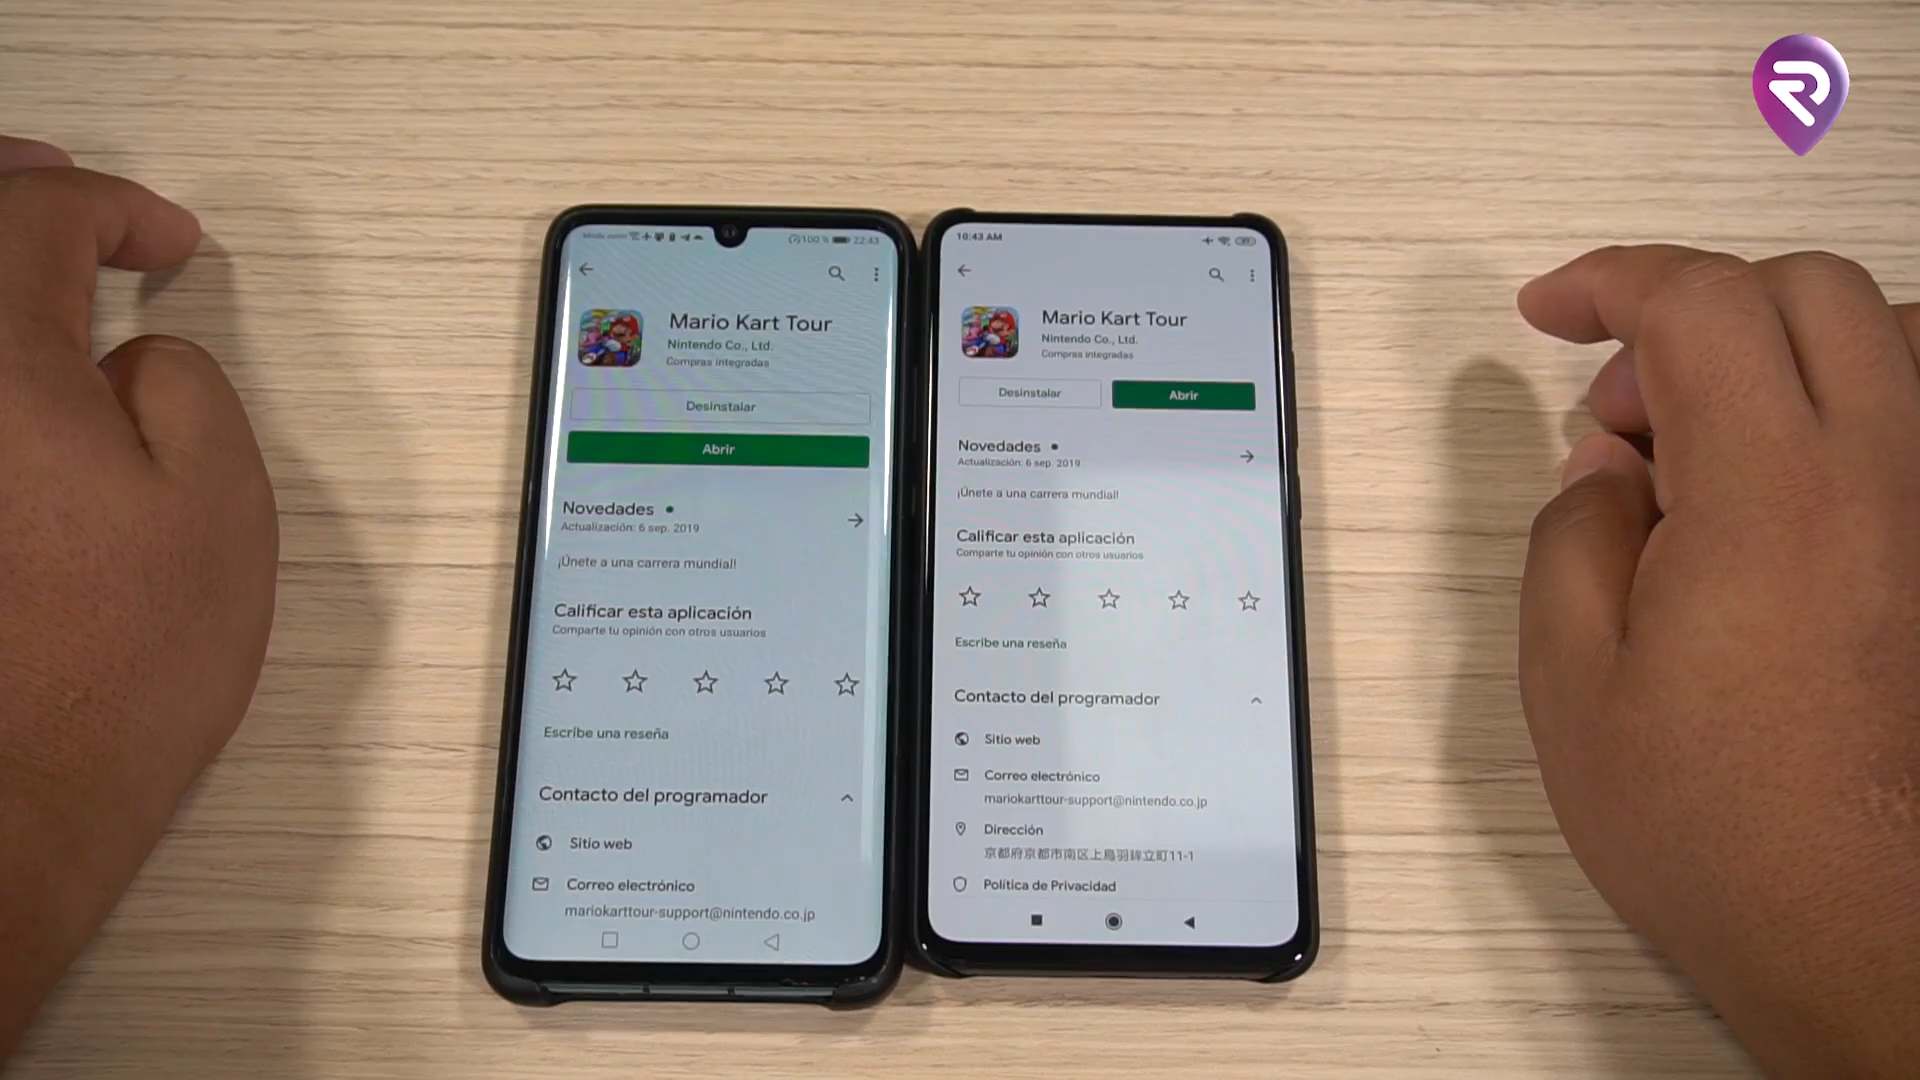 100 %
22:43
Mario Kart Tour
Nintendo Co., Ltd.
Compras integradas
Desinstalar
Abrir
Novedades
Actualización: 6 sep. 2019
¡Únete a una carrera mundial!
Calificar esta aplicación
Comparte tu opinión con otros usuarios
Escribe una reseña
Contacto del programador
Sitio web
Correo electrónico
mariokarttour-support@nintendo.co.jp
10:43 AM
Mario Kart Tour
Nintendo Co., Ltd.
Compras integradas
Desinstalar
Abrir
Novedades
Actualización: 6 sep. 2019
¡Únete a una carrera mundial!
Calificar esta aplicación
Comparte tu opinión con otros usuarios
Escribe una reseña
Contacto del programador
Sitio web
Correo electrónico
mariokarttour-support@nintendo.co.jp
Dirección
京都府京都市南区上鳥羽鉾立町11-1
Política de Privacidad